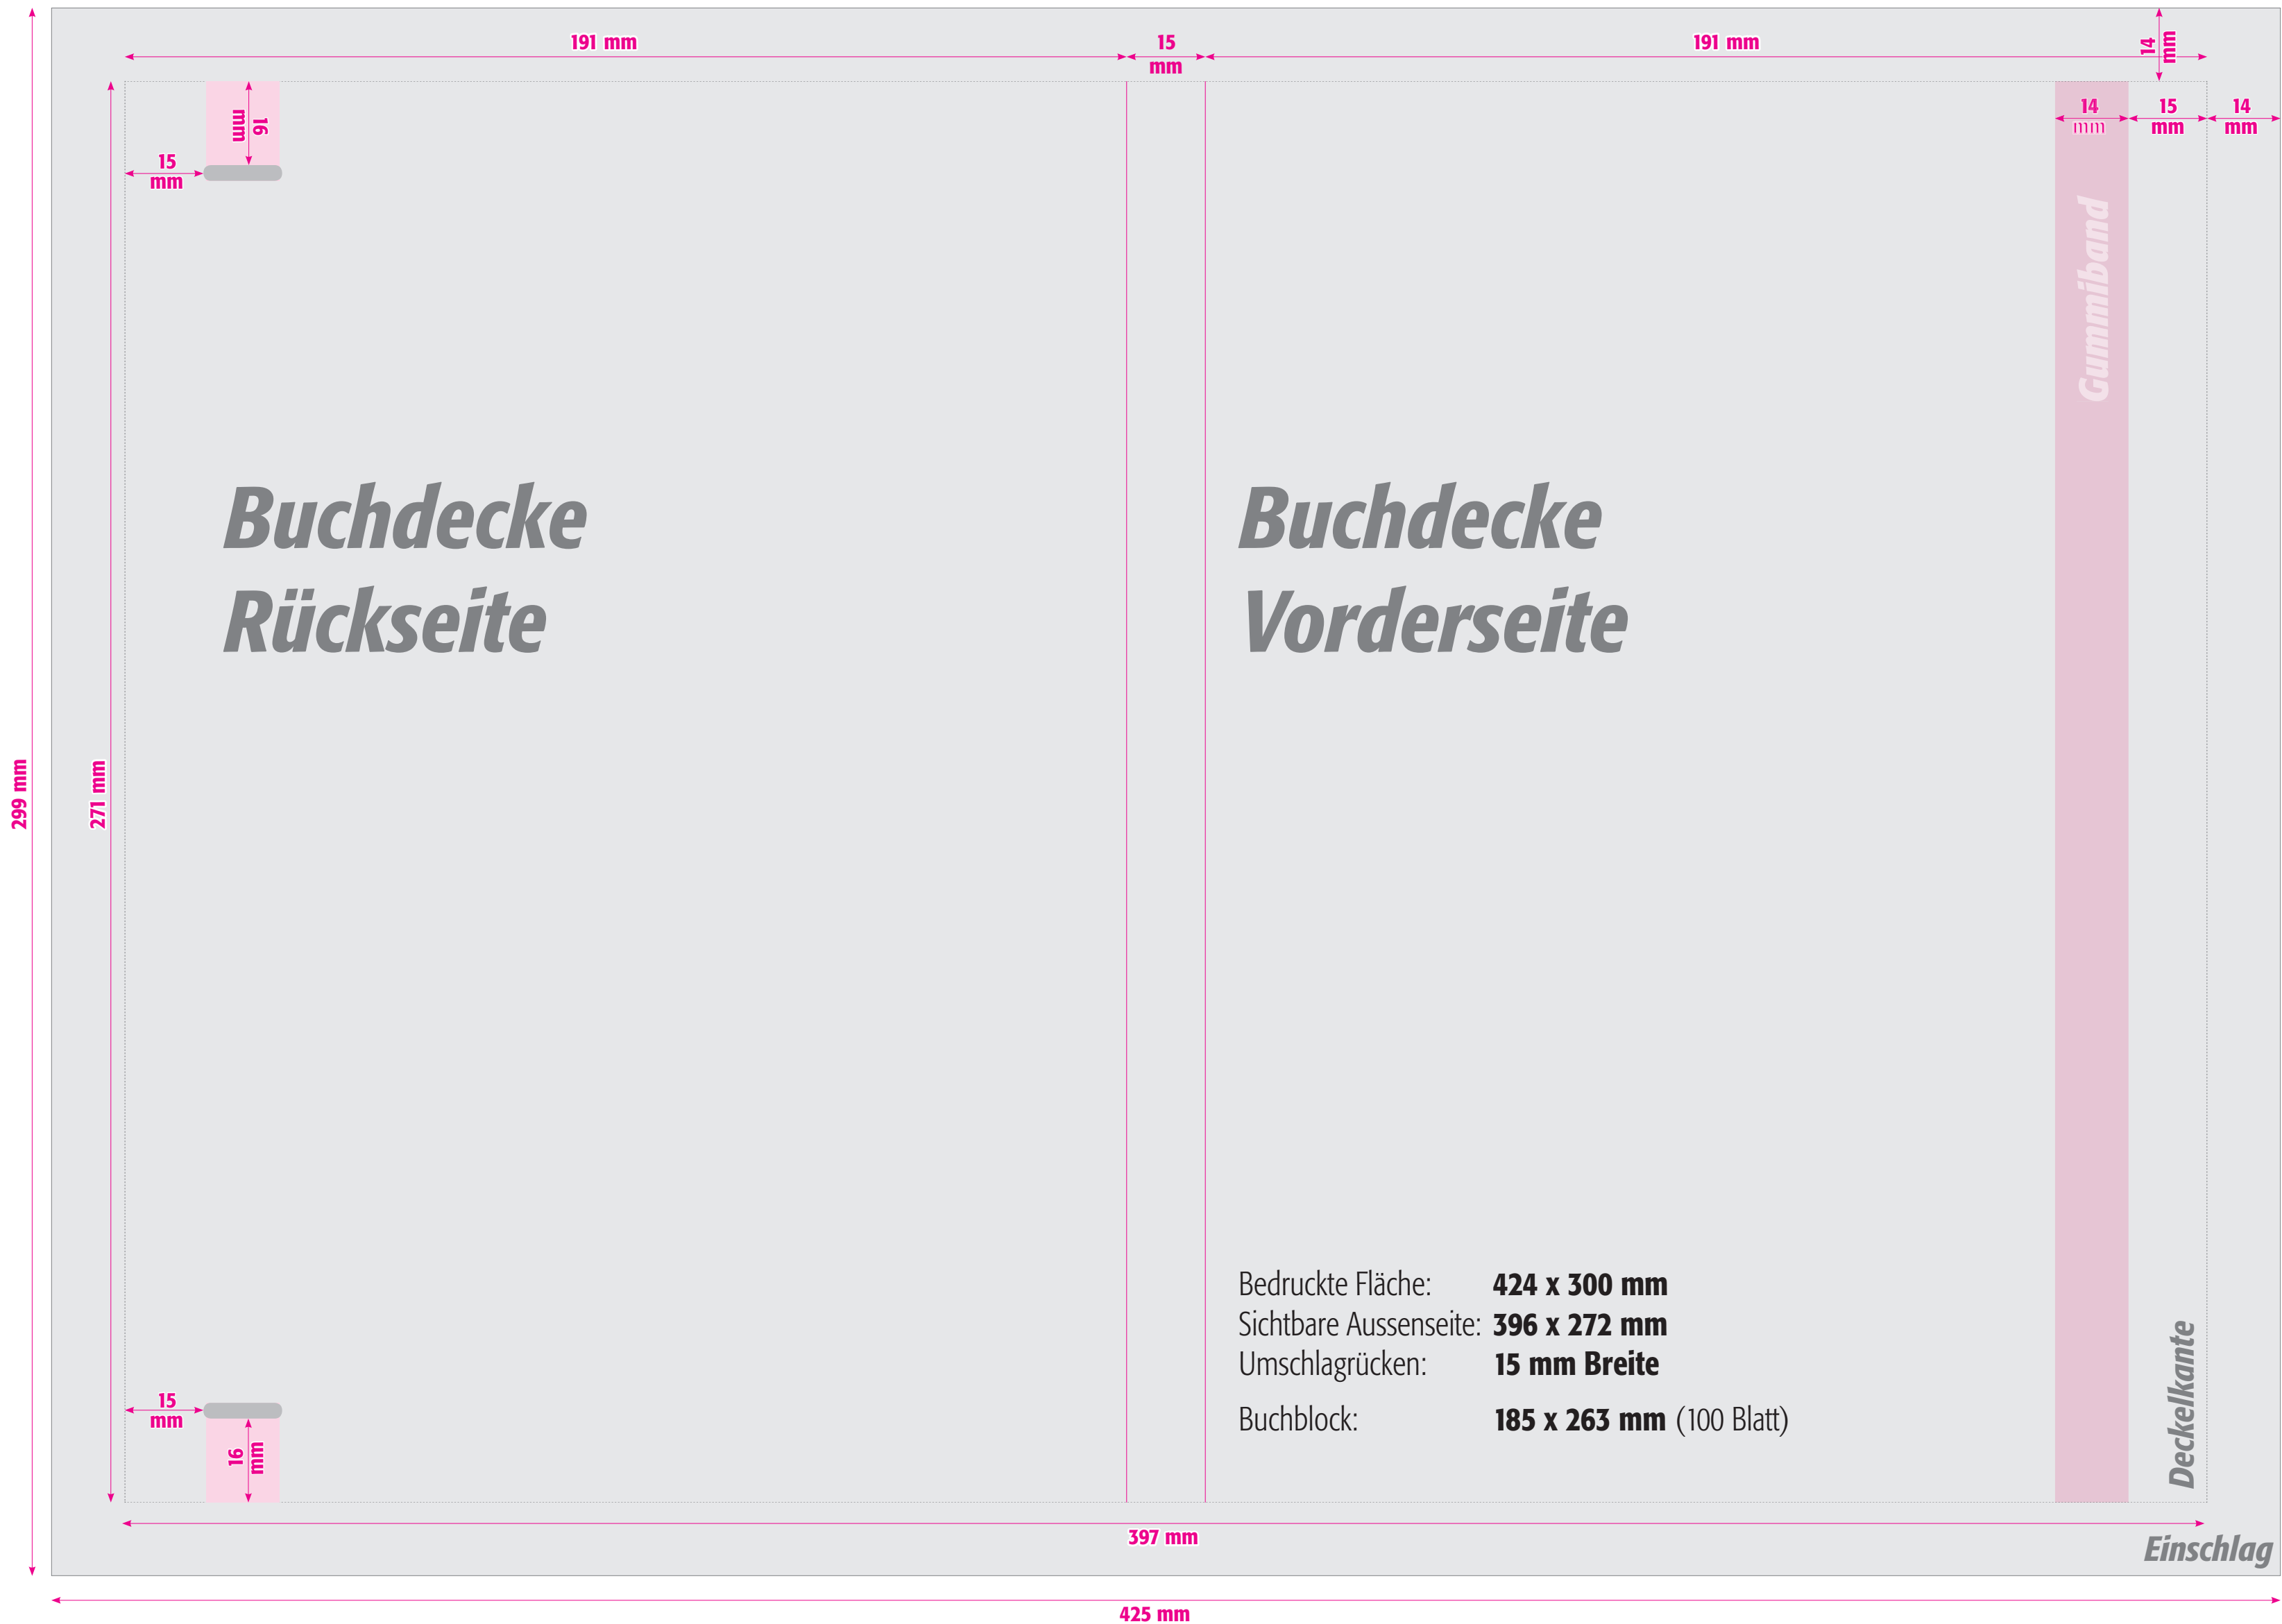 191 mm
15
mm
191 mm
14
mm
16
mm
15
mm
14
mm
15
mm
14
mm
Gummiband
Buchdecke
Rückseite
Buchdecke
Vorderseite
299 mm
271 mm
Bedruckte Fläche: 424 x 300 mm
Sichtbare Aussenseite: 396 x 272 mm
Umschlagrücken: 15 mm Breite
Buchblock: 185 x 263 mm (100 Blatt)
15
mm
16
mm
Deckelkante
397 mm
Einschlag
425 mm